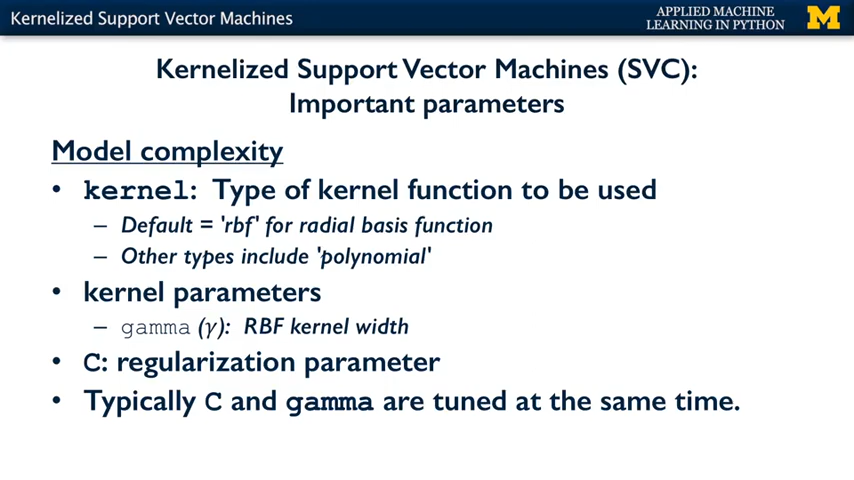 Kernelized Support Vector Machines
APPLIED MACHINE
LEARNING IN PYTHON
M
Kernelized Support Vector Machines (SVC):
Important parameters
Model complexity
• kernel: Type of kernel function to be used
– Default = 'rbf' for radial basis function
– Other types include 'polynomial'
• kernel parameters
– gamma (γ): RBF kernel width
• C: regularization parameter
• Typically C and gamma are tuned at the same time.